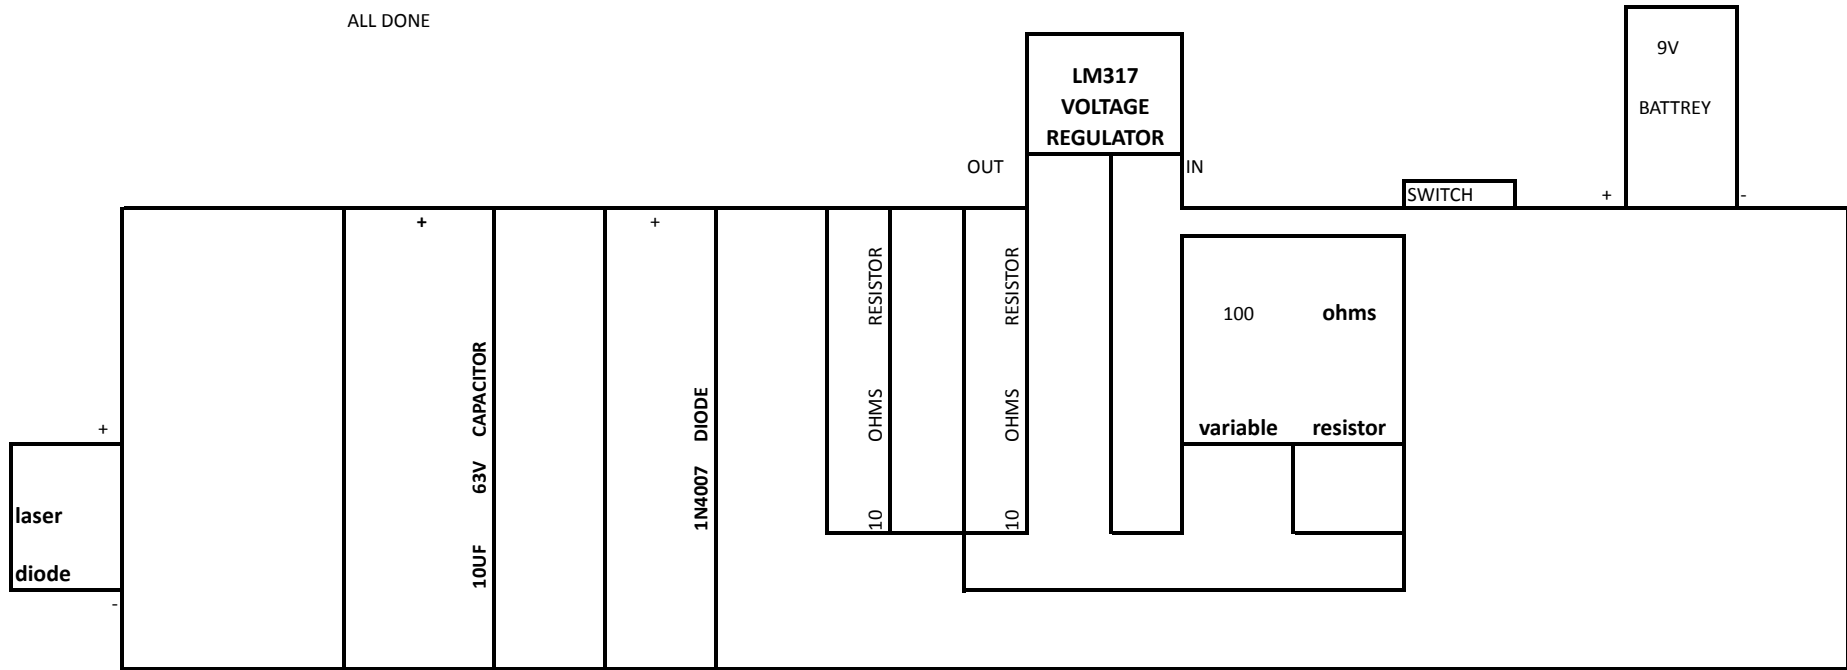 ALL DONE
9V
BATTREY
LM317
VOLTAGE
REGULATOR
OUT
IN
SWITCH
+
-
+
+
10UF 63V CAPACITOR
1N4007 DIODE
10 OHMS RESISTOR
10 OHMS RESISTOR
100 ohms
variable resistor
+
laser
diode
-